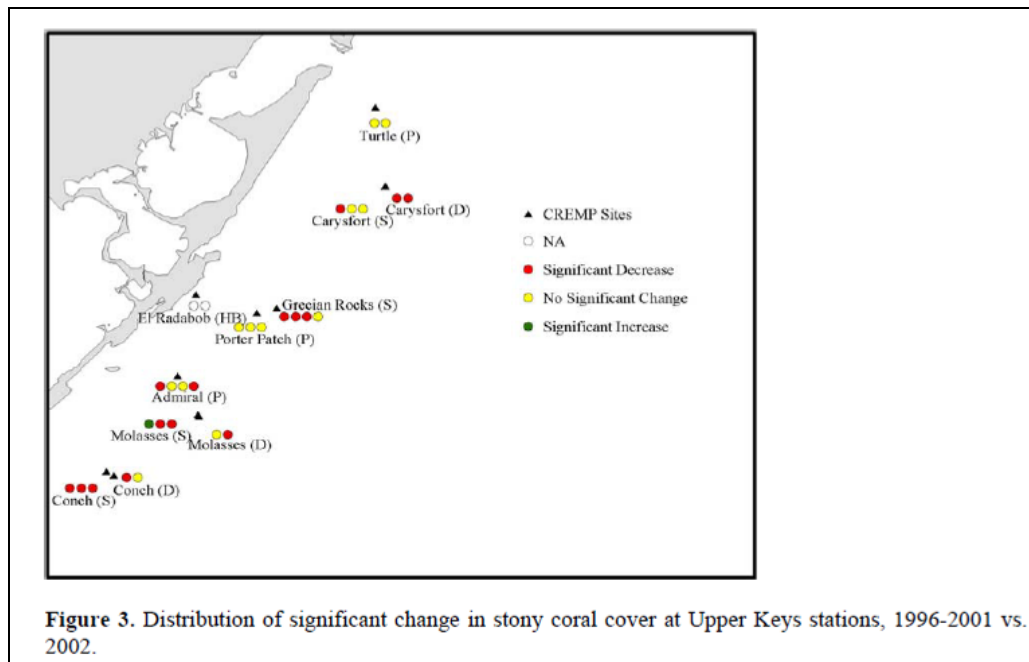 Turtle (P)
Carysfort (D)
Carysfort (S)
CREMP Sites
NA
Significant Decrease
No Significant Change
Significant Increase
Grecian Rocks (S)
El Radabob (HB)
Porter Patch (P)
Admiral (P)
Molasses (S)
Molasses (D)
Conch (D)
Conch (S)
Figure 3. Distribution of significant change in stony coral cover at Upper Keys stations, 1996-2001 vs.
2002.